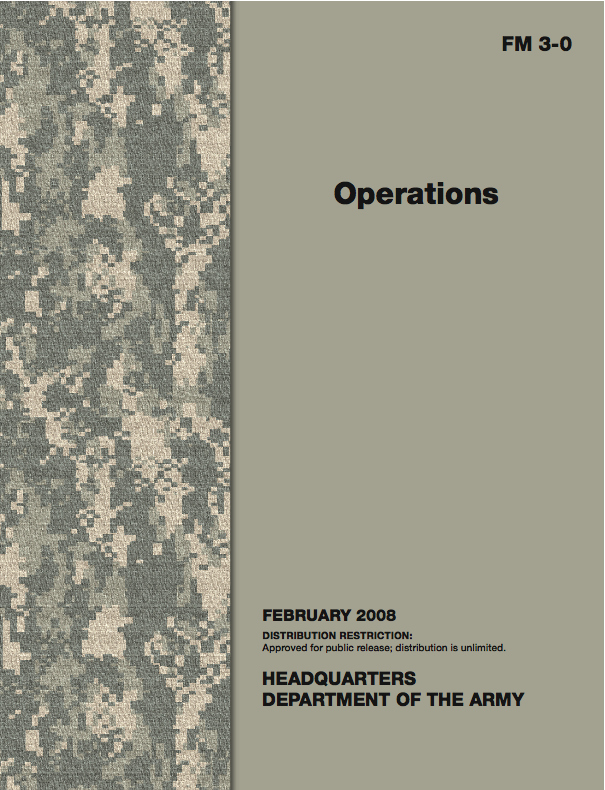 FM 3-0
Operations
FEBRUARY 2008
DISTRIBUTION RESTRICTION:
Approved for public release; distribution is unlimited.
HEADQUARTERS
DEPARTMENT OF THE ARMY